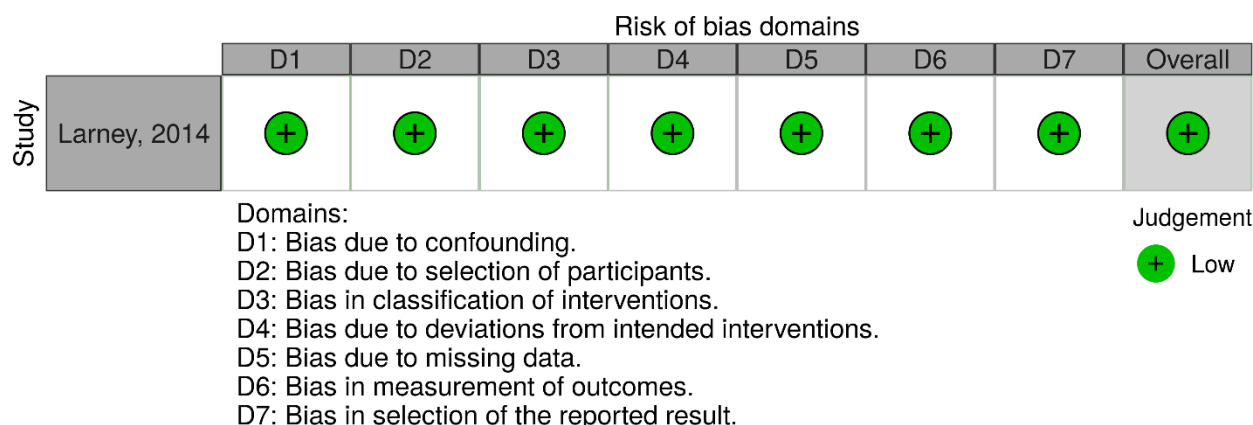 Risk of bias domains
D1 D2 D3 D4 D5 D6 D7 Overall
Study
Larney, 2014
+ + + + + + + +
Domains:
D1: Bias due to confounding.
D2: Bias due to selection of participants.
D3: Bias in classification of interventions.
D4: Bias due to deviations from intended interventions.
D5: Bias due to missing data.
D6: Bias in measurement of outcomes.
D7: Bias in selection of the reported result.
Judgement
+ Low